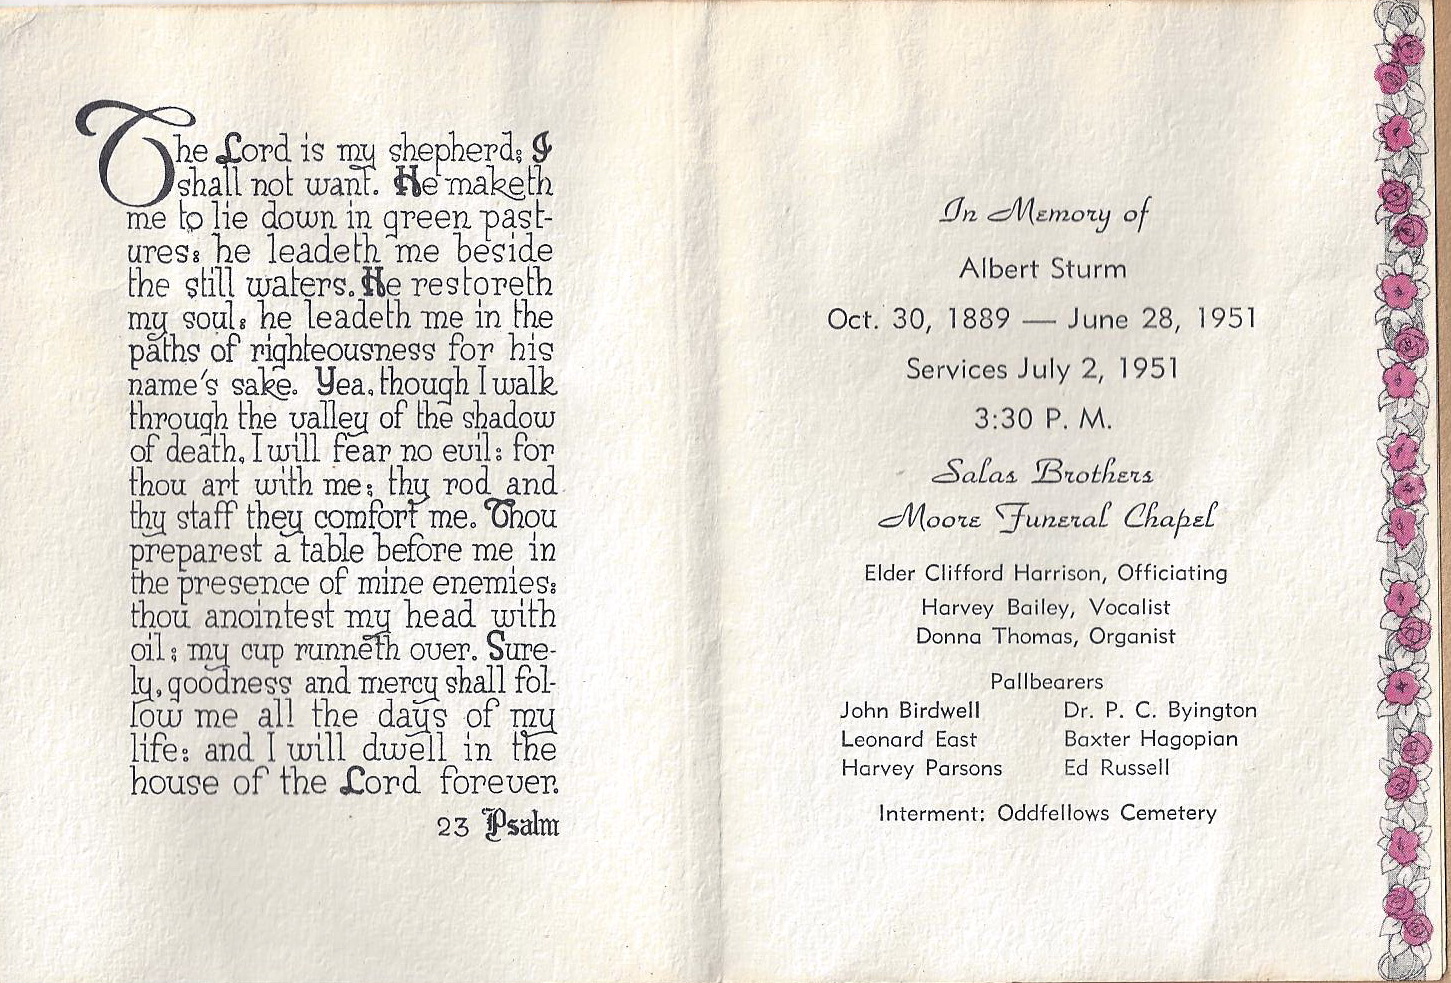 The Lord is my shepherd; I
shall not want. He maketh
me to lie down in green past-
ures: he leadeth me beside
the still waters. He restoreth
my soul: he leadeth me in the
paths of righteousness for his
name's sake. Yea, though I walk
through the valley of the shadow
of death, I will fear no evil: for
thou art with me; thy rod and
thy staff they comfort me. Thou
preparest a table before me in
the presence of mine enemies:
thou anointest my head with
oil; my cup runneth over. Sure-
ly, goodness and mercy shall fol-
low me all the days of my
life: and I will dwell in the
house of the Lord forever.
23 Psalm
In Memory of
Albert Sturm
Oct. 30, 1889 — June 28, 1951
Services July 2, 1951
3:30 P. M.
Salas Brothers
Moore Funeral Chapel
Elder Clifford Harrison, Officiating
Harvey Bailey, Vocalist
Donna Thomas, Organist
Pallbearers
John Birdwell Dr. P. C. Byington
Leonard East Baxter Hagopian
Harvey Parsons Ed Russell
Interment: Oddfellows Cemetery